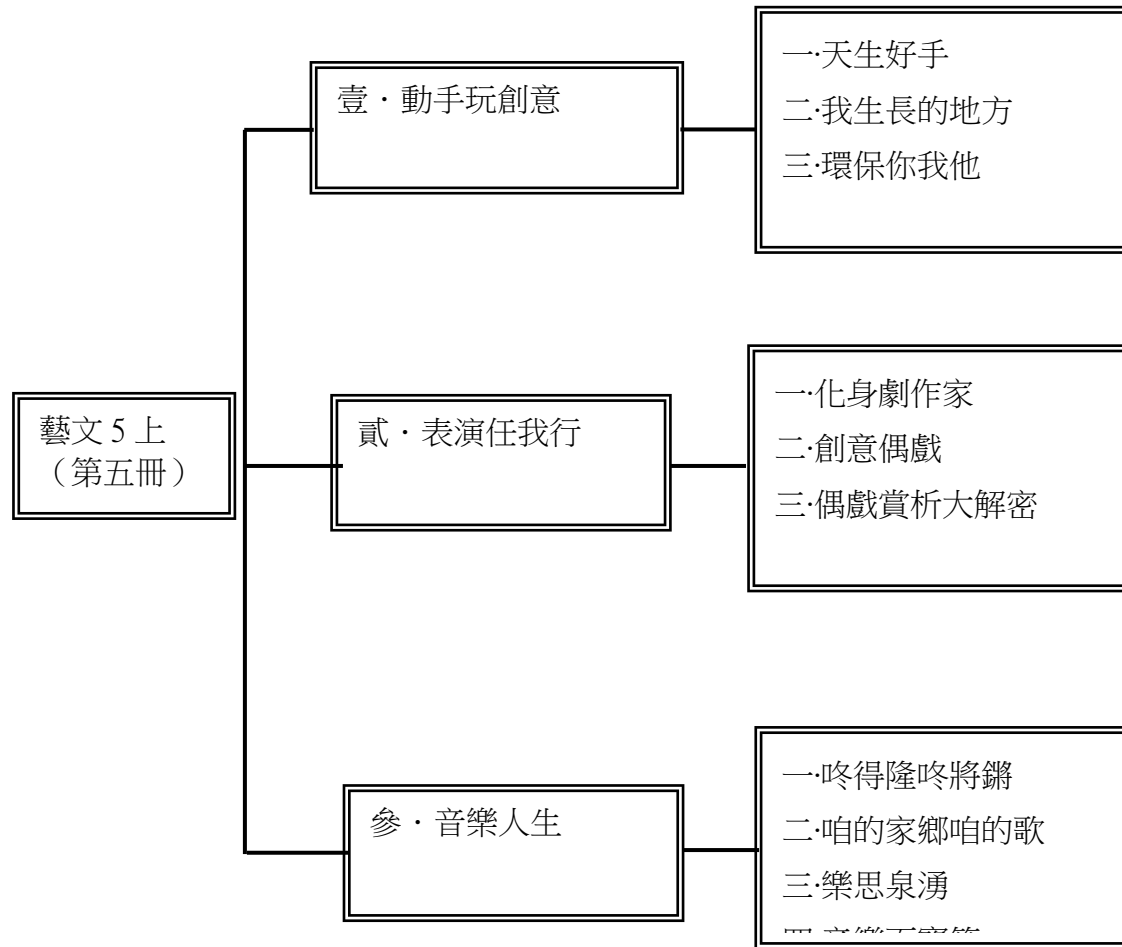 藝文 5 上
（第五冊）
壹．動手玩創意
一‧天生好手
二‧我生長的地方
三‧環保你我他
貳．表演任我行
一‧化身劇作家
二‧創意偶戲
三‧偶戲賞析大解密
參．音樂人生
一‧咚得隆咚將鏘
二‧咱的家鄉咱的歌
三‧樂思泉湧